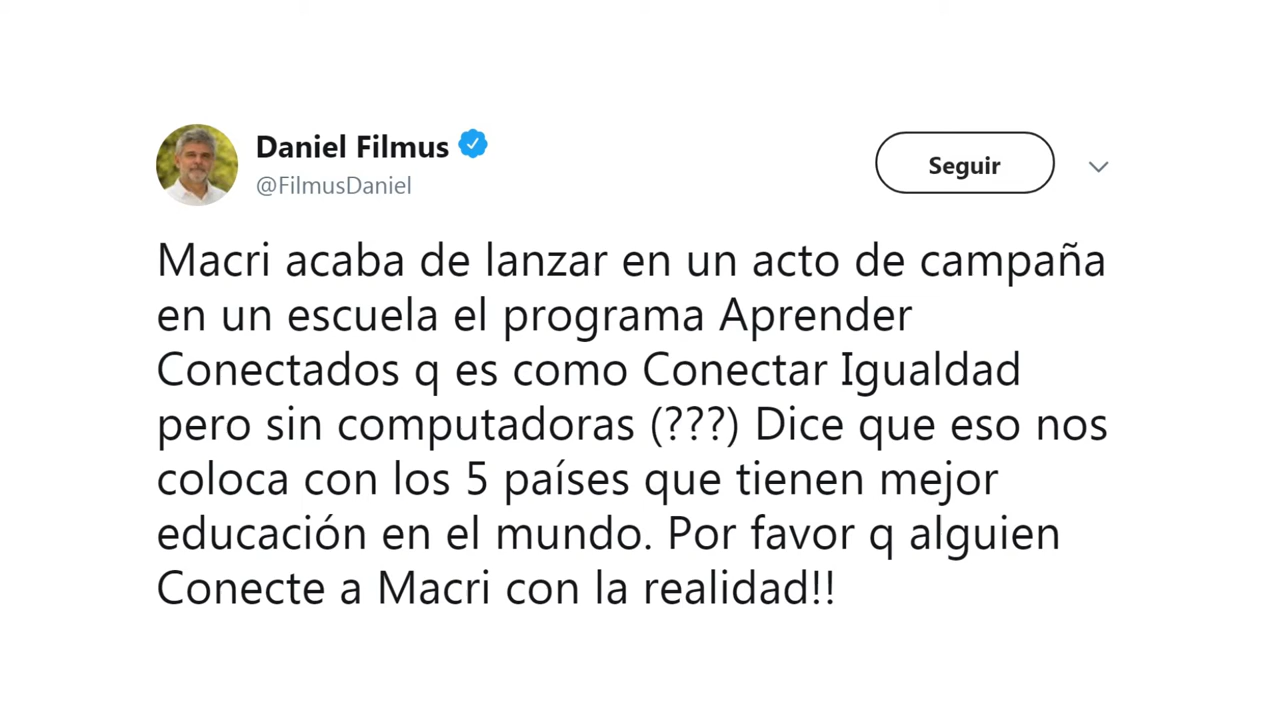 Daniel Filmus
@FilmusDaniel
Seguir
Macri acaba de lanzar en un acto de campaña
en un escuela el programa Aprender
Conectados q es como Conectar Igualdad
pero sin computadoras (???) Dice que eso nos
coloca con los 5 países que tienen mejor
educación en el mundo. Por favor q alguien
Conecte a Macri con la realidad!!